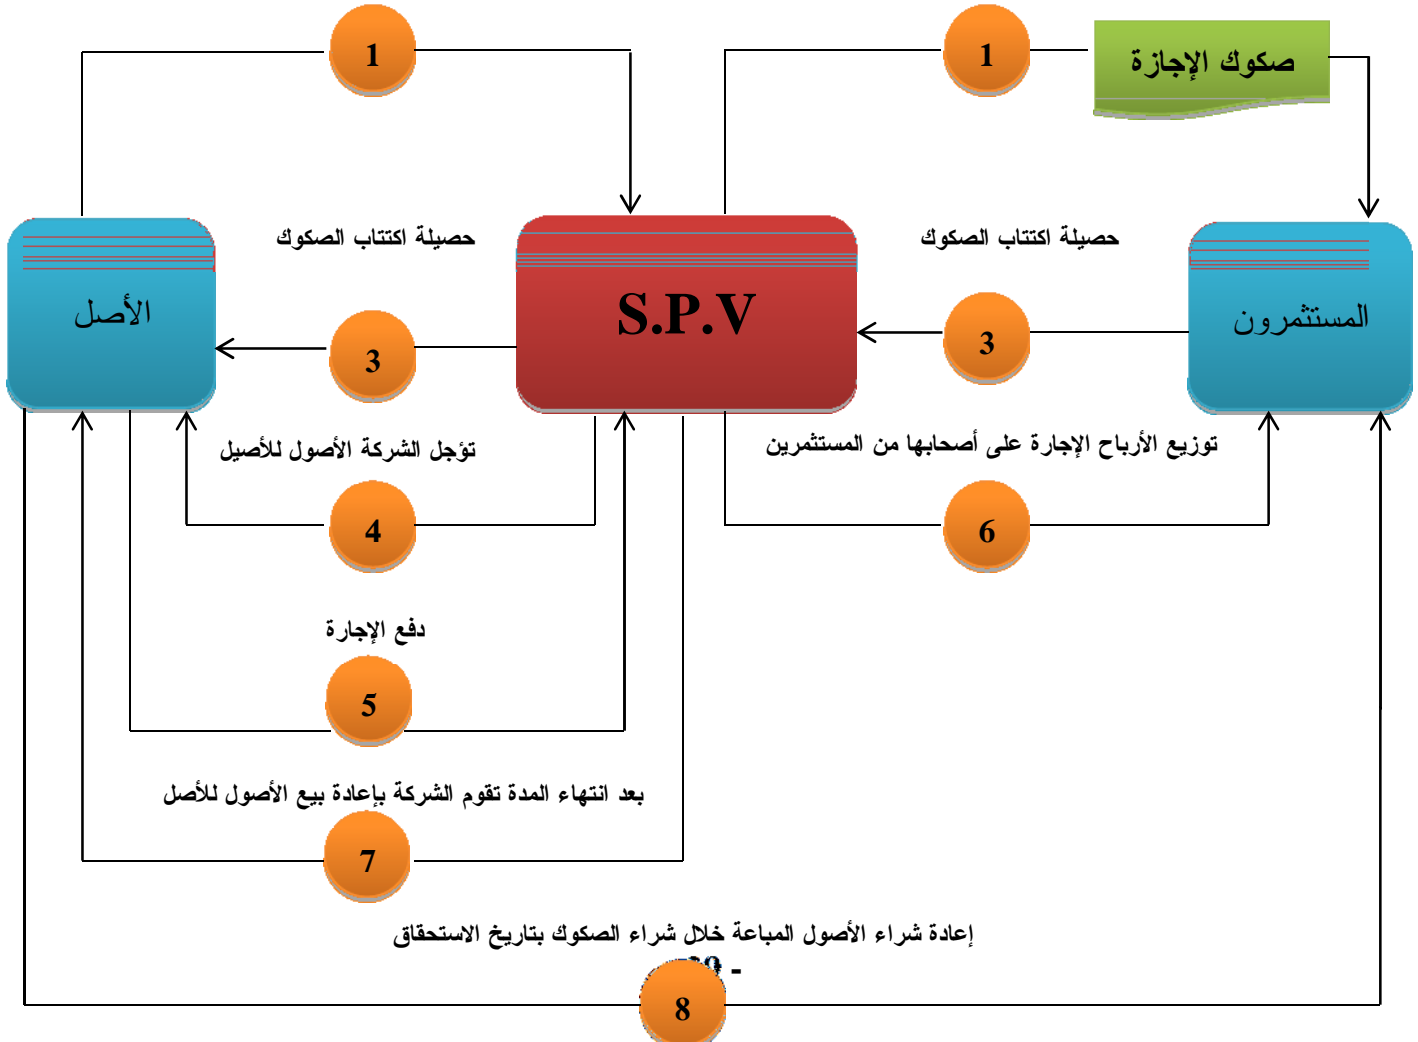 1
1
صكوك الإجازة
حصيلة اكتتاب الصكوك
حصيلة اكتتاب الصكوك
الأصل
S.P.V
المستثمرون
3
3
تؤجل الشركة الأصول للأصيل
توزيع الأرباح الإجارة على أصحابها من المستثمرين
4
6
دفع الإجارة
5
بعد انتهاء المدة تقوم الشركة بإعادة بيع الأصول للأصل
7
إعادة شراء الأصول المباعة خلال شراء الصكوك بتاريخ الاستحقاق
8